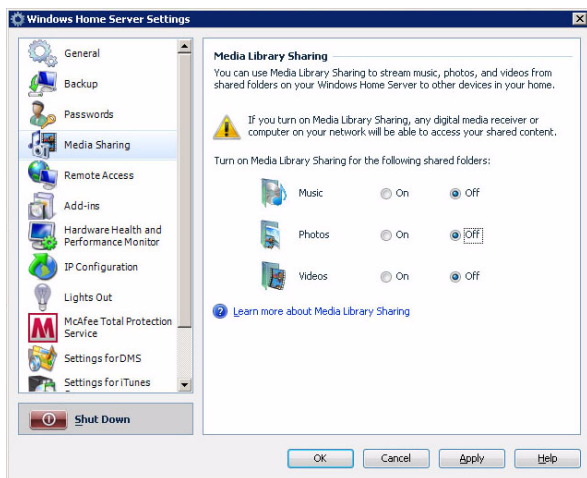 Windows Home Server Settings
General
Backup
Passwords
Media Sharing
Remote Access
Add-ins
Hardware Health and
Performance Monitor
IP Configuration
Lights Out
McAfee Total Protection
Service
Settings for DMS
Settings for iTunes
Shut Down
Media Library Sharing
You can use Media Library Sharing to stream music, photos, and videos from
shared folders on your Windows Home Server to other devices in your home.
If you turn on Media Library Sharing, any digital media receiver or
computer on your network will be able to access your shared content.
Turn on Media Library Sharing for the following shared folders:
Music On Off
Photos On Off
Videos On Off
Learn more about Media Library Sharing
OK Cancel Apply Help